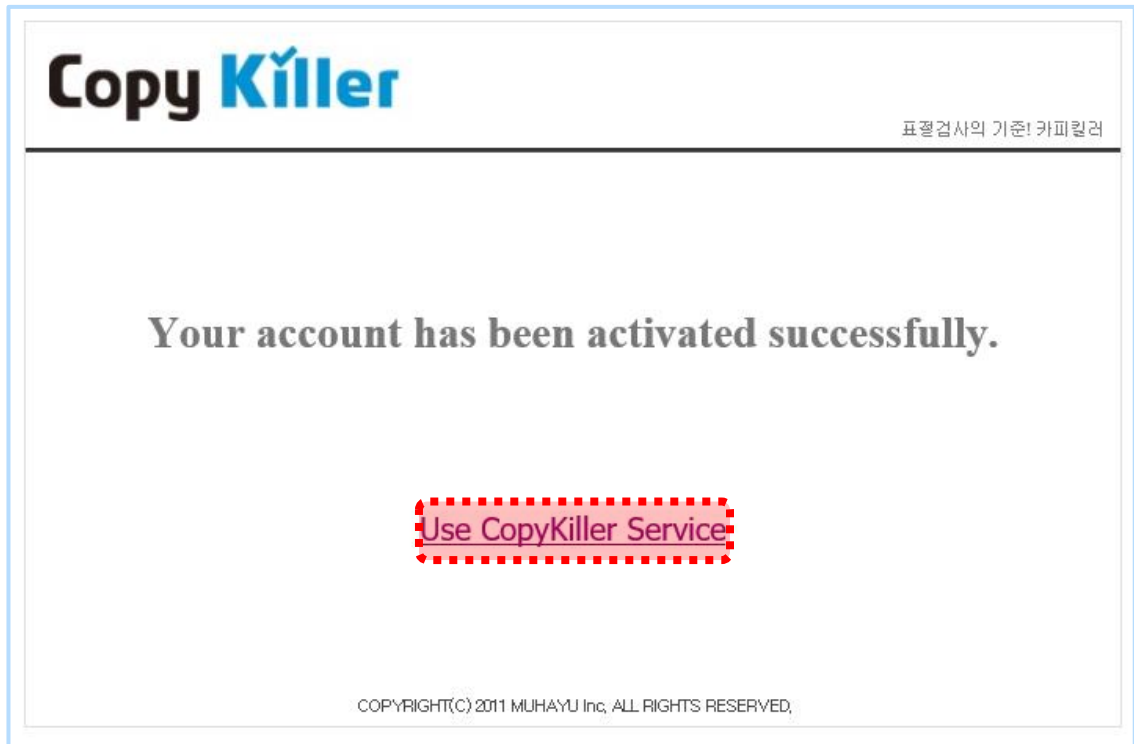 Copy Killer
표절검사의 기준! 카피킬러
Your account has been activated successfully.
Use CopyKiller Service
COPYRIGHT(C) 2011 MUHAYU Inc, ALL RIGHTS RESERVED,